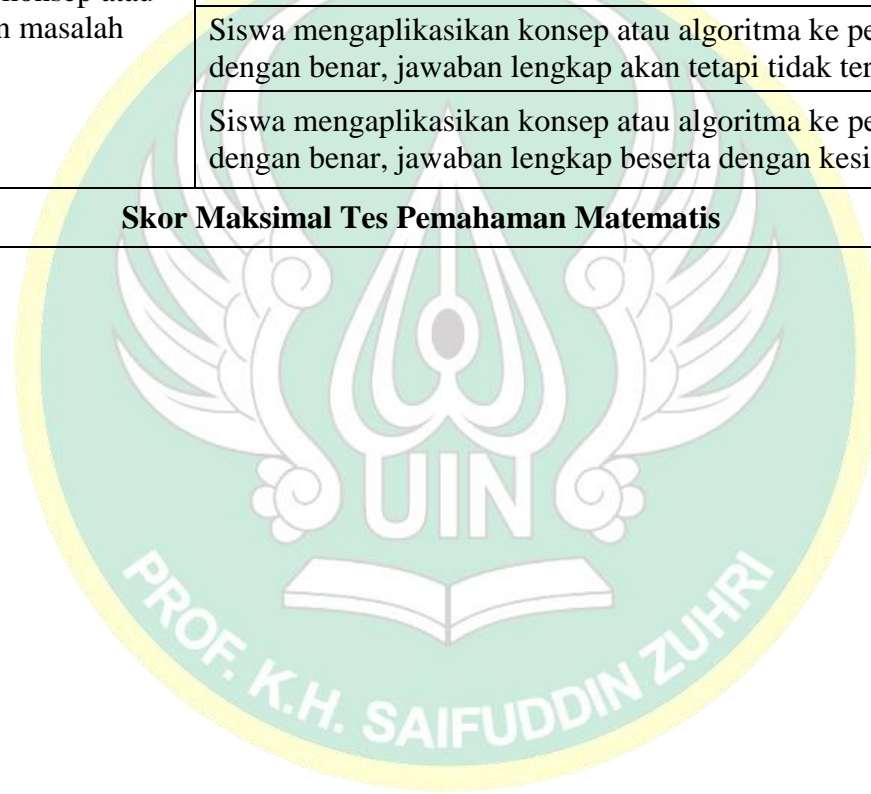 konsep atau
n masalah
Siswa mengaplikasikan konsep atau algoritma ke pe
dengan benar, jawaban lengkap akan tetapi tidak ter
Siswa mengaplikasikan konsep atau algoritma ke pe
dengan benar, jawaban lengkap beserta dengan kesi
Skor Maksimal Tes Pemahaman Matematis
UIN
PROF. K.H. SAIFUDDIN ZUHRI